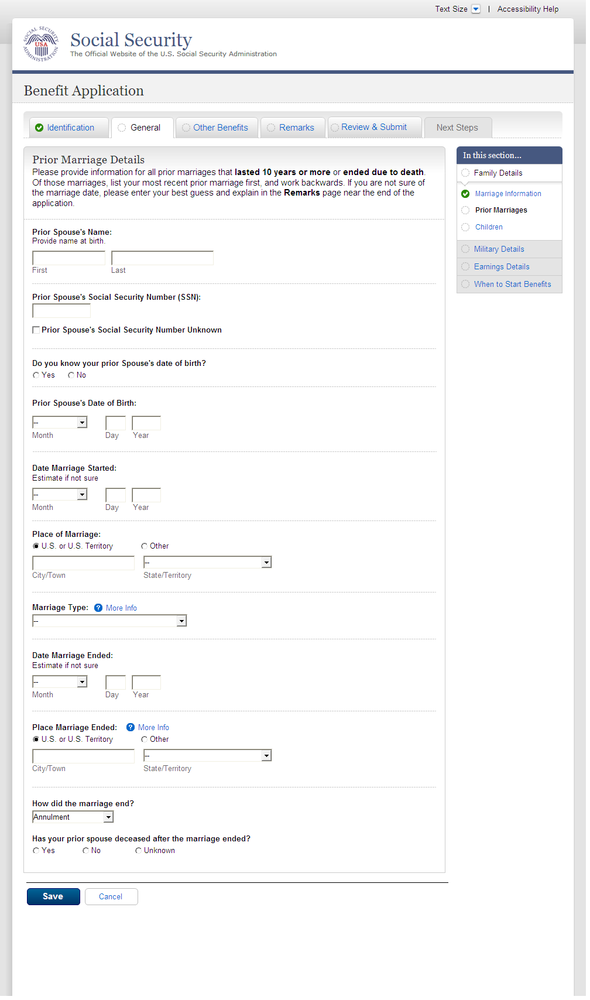 Text Size | Accessibility Help
SOCIAL SECURITY ADMINISTRATION
USA
Social Security
The Official Website of the U.S. Social Security Administration
Benefit Application
Identification General Other Benefits Remarks Review & Submit Next Steps
Prior Marriage Details
Please provide information for all prior marriages that lasted 10 years or more or ended due to death.
Of those marriages, list your most recent prior marriage first, and work backwards. If you are not sure of
the marriage date, please enter your best guess and explain in the Remarks page near the end of the
application.
Prior Spouse's Name:
Provide name at birth.
First Last
Prior Spouse's Social Security Number (SSN):
Prior Spouse's Social Security Number Unknown
Do you know your prior Spouse's date of birth?
Yes No
Prior Spouse's Date of Birth:
--
Month Day Year
Date Marriage Started:
Estimate if not sure
--
Month Day Year
Place of Marriage:
U.S. or U.S. Territory Other
--
City/Town State/Territory
Marriage Type: ? More Info
--
Date Marriage Ended:
Estimate if not sure
--
Month Day Year
Place Marriage Ended: ? More Info
U.S. or U.S. Territory Other
--
City/Town State/Territory
How did the marriage end?
Annulment
Has your prior spouse deceased after the marriage ended?
Yes No Unknown
Save Cancel
In this section...
Family Details
Marriage Information
Prior Marriages
Children
Military Details
Earnings Details
When to Start Benefits